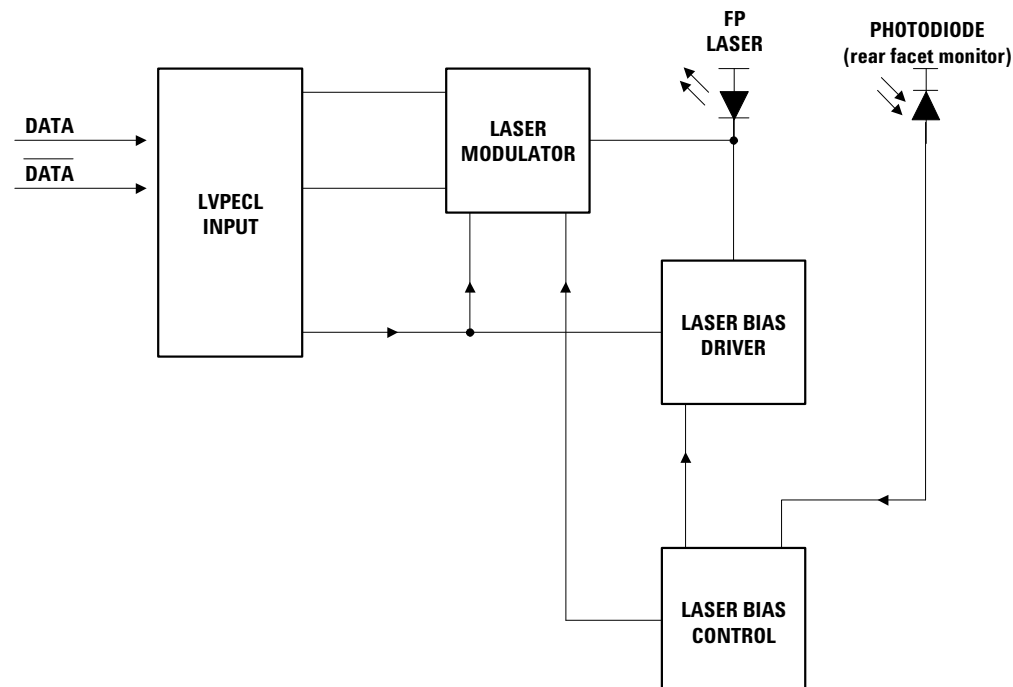 FP
LASER
PHOTODIODE
(rear facet monitor)
LASER
MODULATOR
DATA
DATA
LVPECL
INPUT
LASER BIAS
DRIVER
LASER BIAS
CONTROL